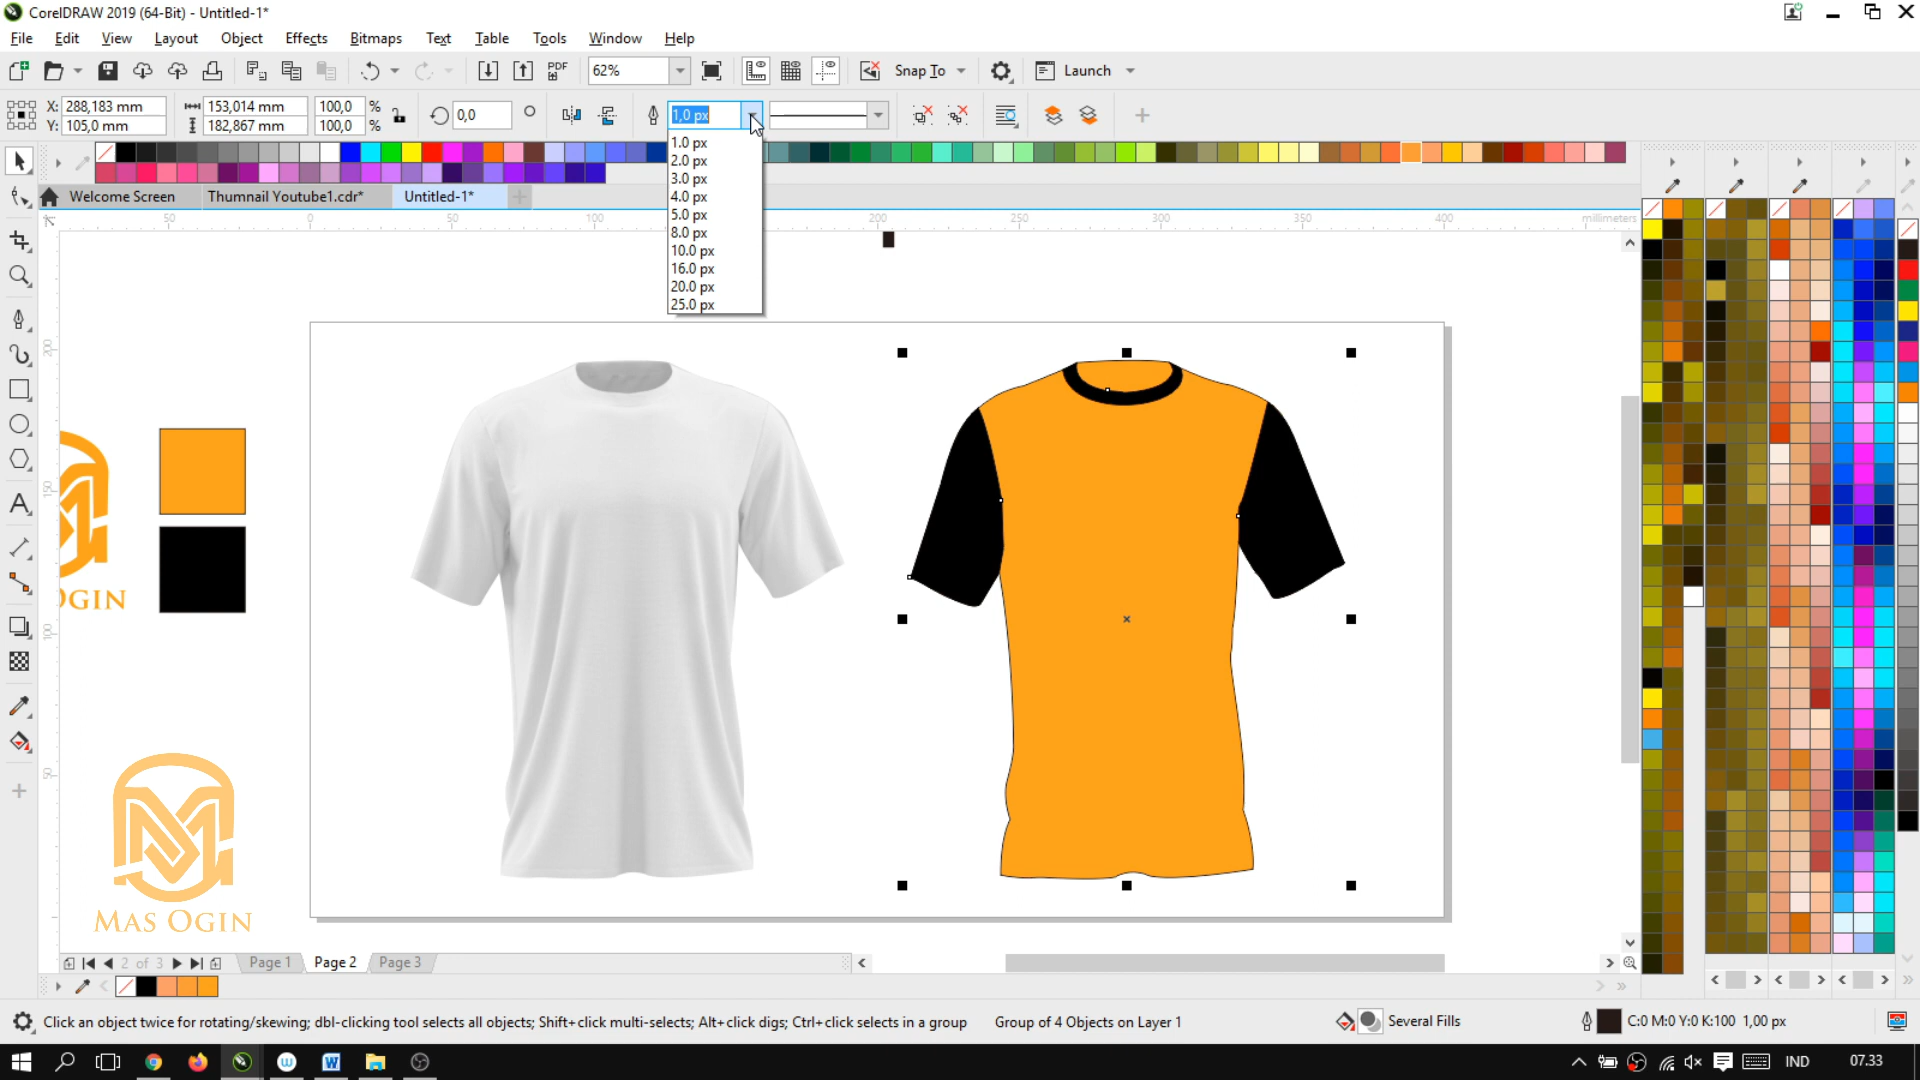 CorelDRAW 2019 (64-Bit) - Untitled-1*
File Edit View Layout Object Effects Bitmaps Text Table Tools Window Help
PDF 62% Snap To Launch
X: 288,183 mm 153,014 mm 100,0 % 0,0 1,0 px
Y: 105,0 mm 182,867 mm 100,0 %
1.0 px
2.0 px
3.0 px
4.0 px
5.0 px
8.0 px
10.0 px
16.0 px
20.0 px
25.0 px
Welcome Screen Thumnail Youtube1.cdr* Untitled-1*
50 0 50 100 200 250 300 350 400 millimeters
200
150
100
50
OGIN
MAS OGIN
2 of 3 Page 1 Page 2 Page 3
Click an object twice for rotating/skewing; dbl-clicking tool selects all objects; Shift+click multi-selects; Alt+click digs; Ctrl+click selects in a group Group of 4 Objects on Layer 1 Several Fills C:0 M:0 Y:0 K:100 1,00 px
IND 07.33